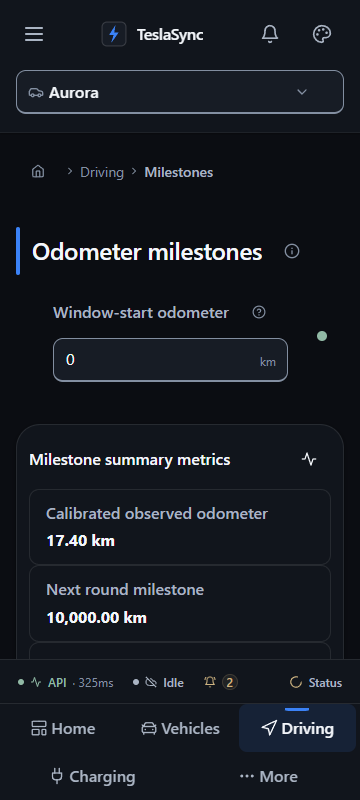 TeslaSync
Aurora
Driving
Milestones
Odometer milestones
Window-start odometer
0
km
Milestone summary metrics
Calibrated observed odometer
17.40 km
Next round milestone
10,000.00 km
API · 325ms
Idle
2
Status
Home
Vehicles
Driving
Charging
More